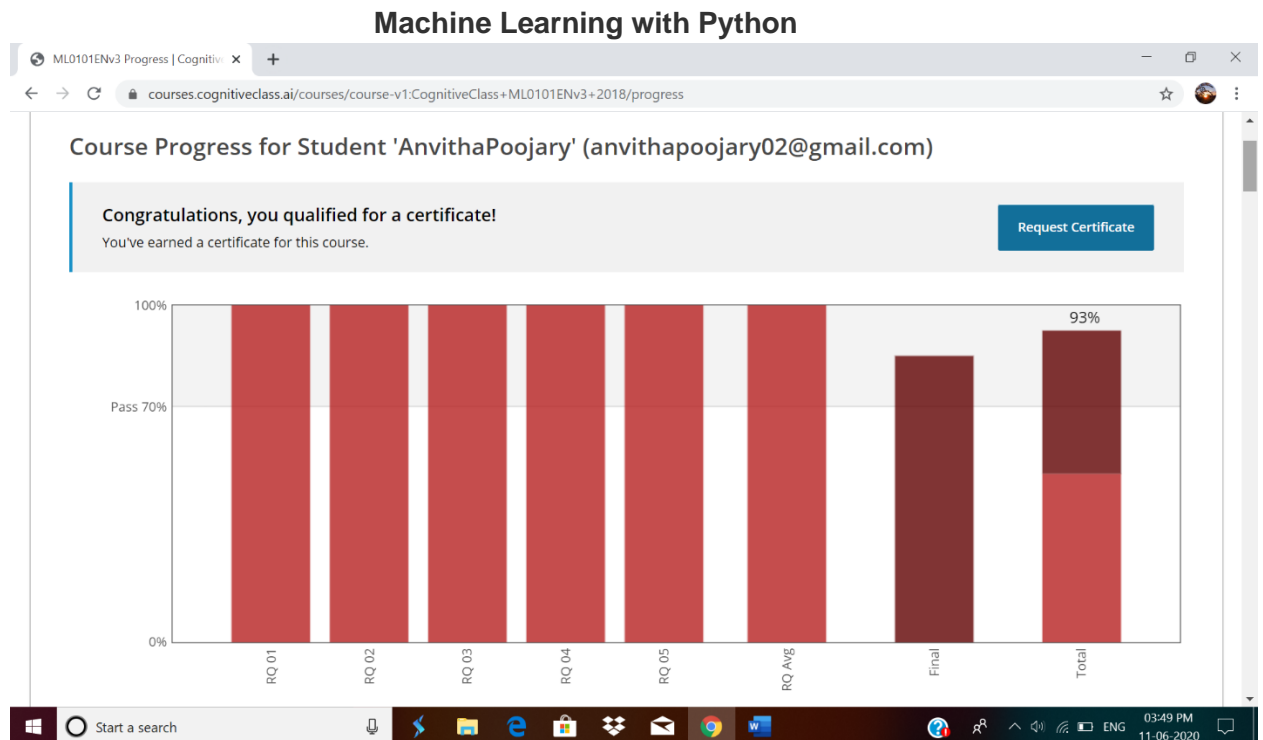 Machine Learning with Python
ML0101ENv3 Progress | Cognitiv
courses.cognitiveclass.ai/courses/course-v1:CognitiveClass+ML0101ENv3+2018/progress
Course Progress for Student 'AnvithaPoojary' (anvithapoojary02@gmail.com)
Congratulations, you qualified for a certificate!
You've earned a certificate for this course.
Request Certificate
100%
93%
Pass 70%
0%
RQ 01
RQ 02
RQ 03
RQ 04
RQ 05
RQ Avg
Final
Total
Start a search
ENG
03:49 PM
11-06-2020